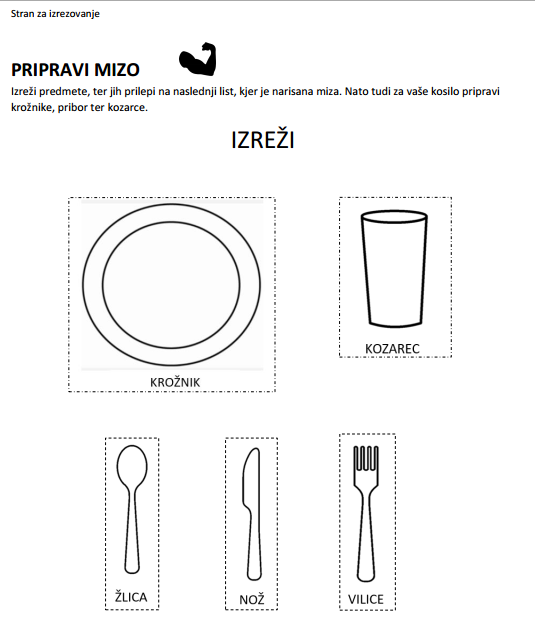 Stran za izrezovanje
PRIPRAVI MIZO
Izreži predmete, ter jih prilepi na naslednji list, kjer je narisana miza. Nato tudi za vaše kosilo pripravi
krožnike, pribor ter kozarce.
IZREŽI
KROŽNIK
KOZAREC
ŽLICA
NOŽ
VILICE